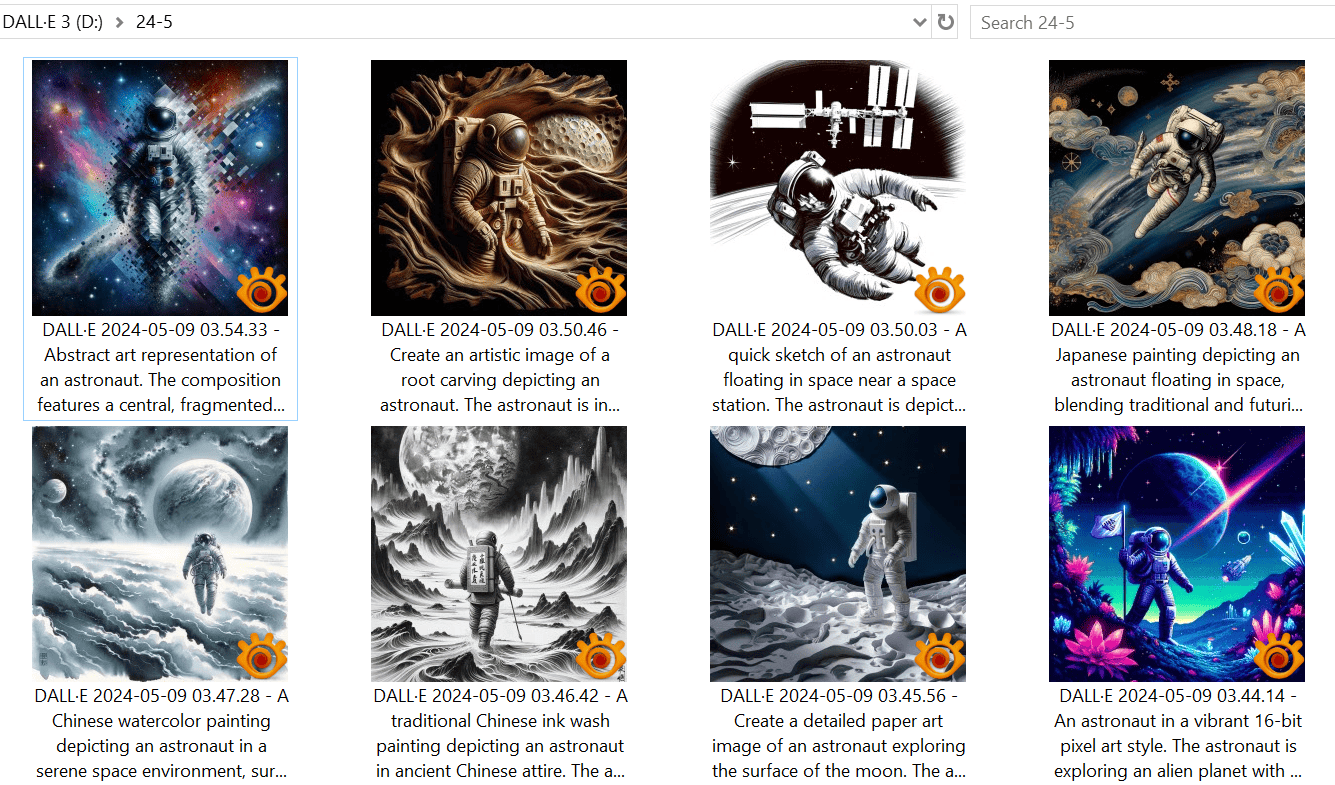 DALL·E 3 (D:) > 24-5
Search 24-5
DALL·E 2024-05-09 03.54.33 -
Abstract art representation of
an astronaut. The composition
features a central, fragmented...
DALL·E 2024-05-09 03.50.46 -
Create an artistic image of a
root carving depicting an
astronaut. The astronaut is in...
DALL·E 2024-05-09 03.50.03 - A
quick sketch of an astronaut
floating in space near a space
station. The astronaut is depict...
DALL·E 2024-05-09 03.48.18 - A
Japanese painting depicting an
astronaut floating in space,
blending traditional and futuri...
DALL·E 2024-05-09 03.47.28 - A
Chinese watercolor painting
depicting an astronaut in a
serene space environment, sur...
DALL·E 2024-05-09 03.46.42 - A
traditional Chinese ink wash
painting depicting an astronaut
in ancient Chinese attire. The a...
DALL·E 2024-05-09 03.45.56 -
Create a detailed paper art
image of an astronaut exploring
the surface of the moon. The a...
DALL·E 2024-05-09 03.44.14 -
An astronaut in a vibrant 16-bit
pixel art style. The astronaut is
exploring an alien planet with ...